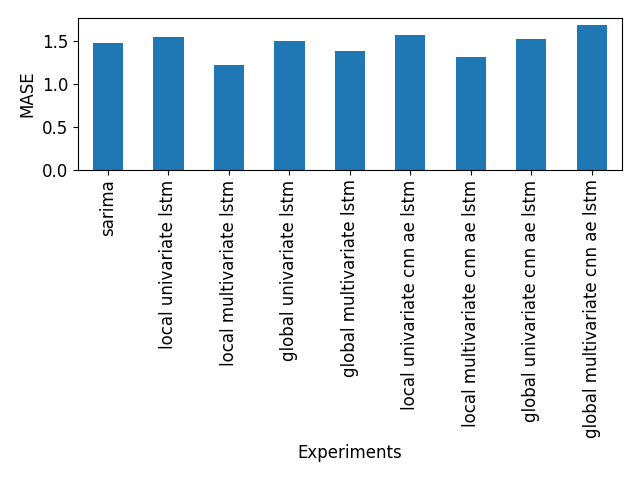 MASE
1.5
1.0
0.5
0.0
sarima
local univariate lstm
local multivariate lstm
global univariate lstm
global multivariate lstm
local univariate cnn ae lstm
local multivariate cnn ae lstm
global univariate cnn ae lstm
global multivariate cnn ae lstm
Experiments